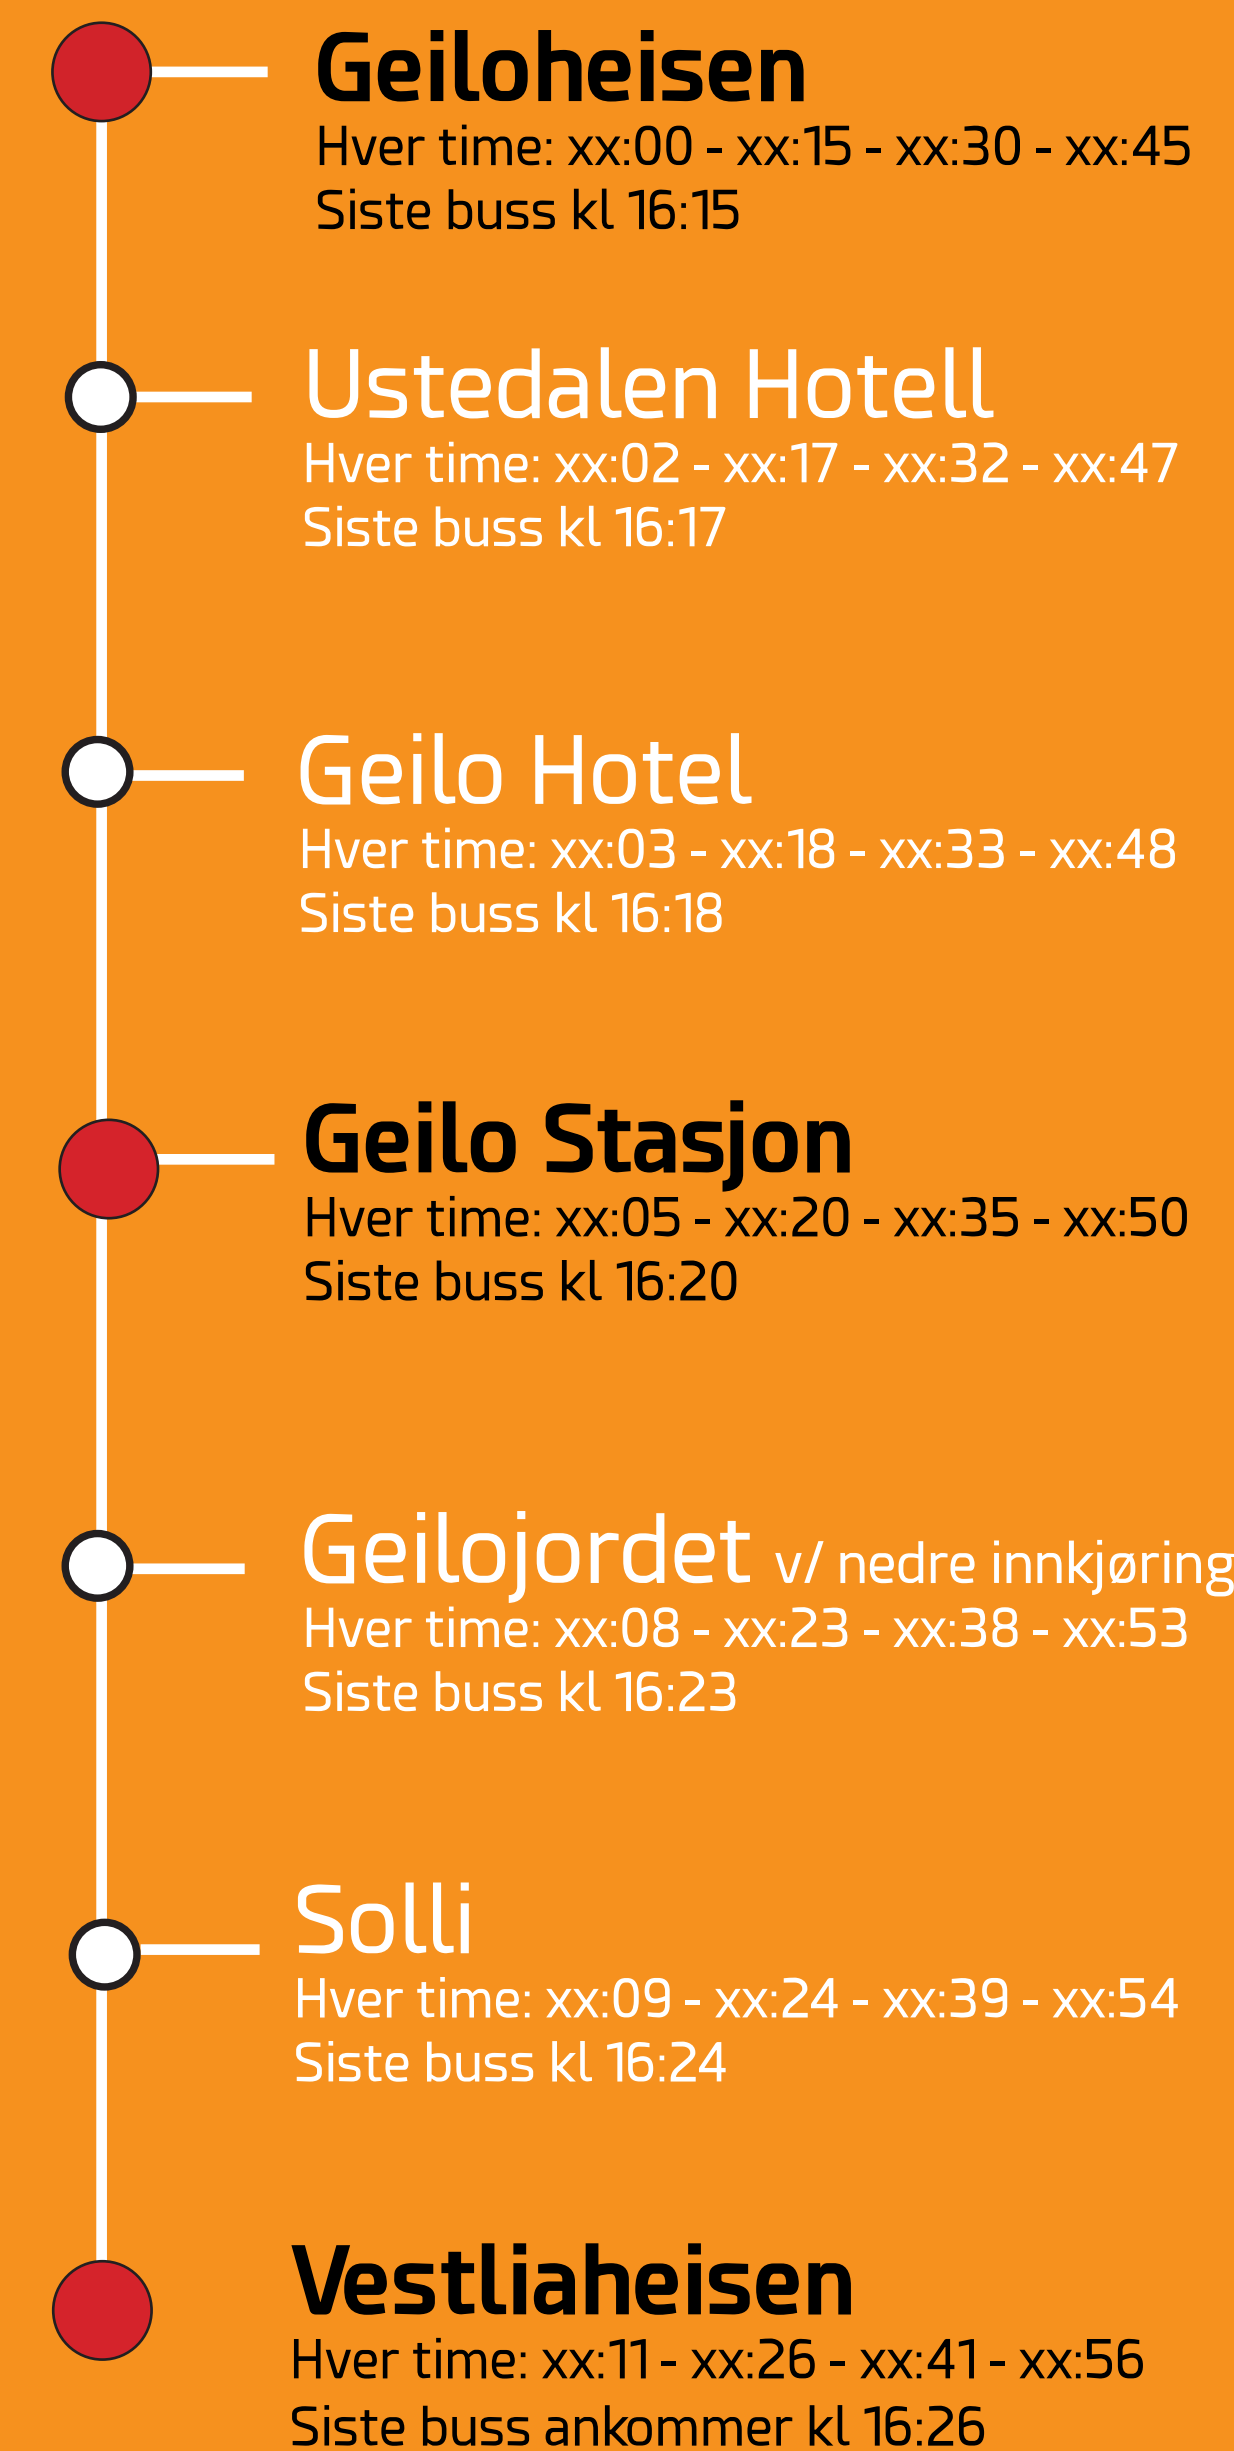 Geiloheisen
Hver time: xx:00 - xx:15 - xx:30 - xx:45
Siste buss kl 16:15
Ustedalen Hotell
Hver time: xx:02 - xx:17 - xx:32 - xx:47
Siste buss kl 16:17
Geilo Hotel
Hver time: xx:03 - xx:18 - xx:33 - xx:48
Siste buss kl 16:18
Geilo Stasjon
Hver time: xx:05 - xx:20 - xx:35 - xx:50
Siste buss kl 16:20
Geilojordet v/ nedre innkjøring
Hver time: xx:08 - xx:23 - xx:38 - xx:53
Siste buss kl 16:23
Solli
Hver time: xx:09 - xx:24 - xx:39 - xx:54
Siste buss kl 16:24
Vestliaheisen
Hver time: xx:11 - xx:26 - xx:41 - xx:56
Siste buss ankommer kl 16:26